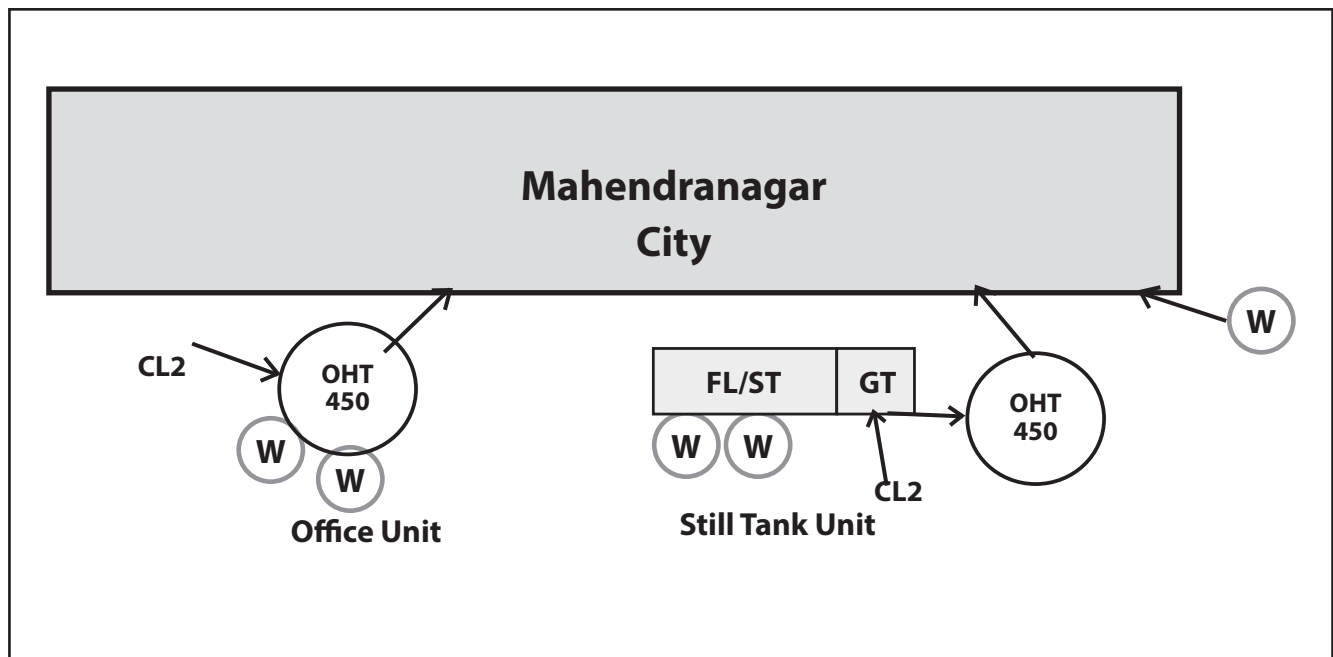 Mahendranagar
City
CL2
OHT
450
W
W
Office Unit
FL/ST
GT
W
W
CL2
Still Tank Unit
OHT
450
W